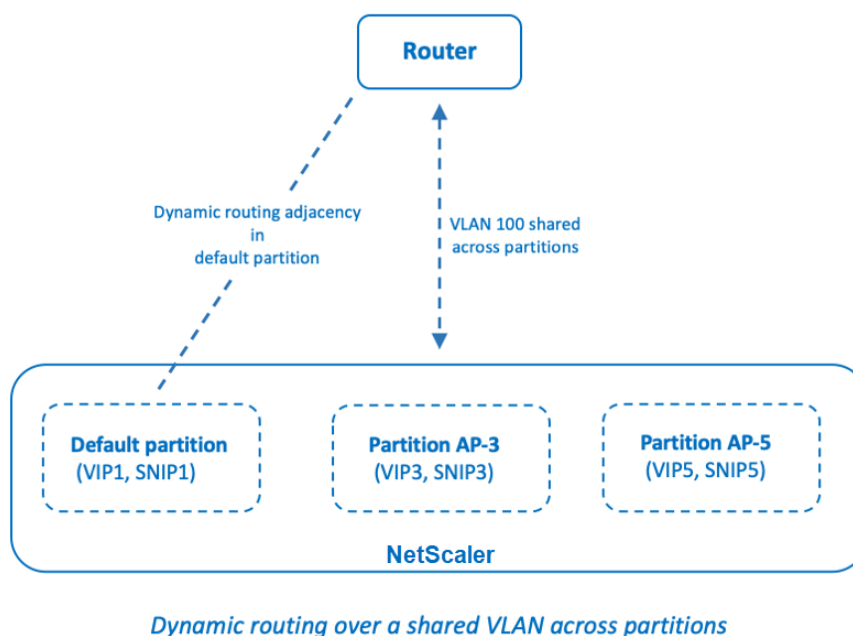 Router
Dynamic routing adjacency
in
default partition
VLAN 100 shared
across partitions
Default partition
(VIP1, SNIP1)
Partition AP-3
(VIP3, SNIP3)
Partition AP-5
(VIP5, SNIP5)
NetScaler
Dynamic routing over a shared VLAN across partitions